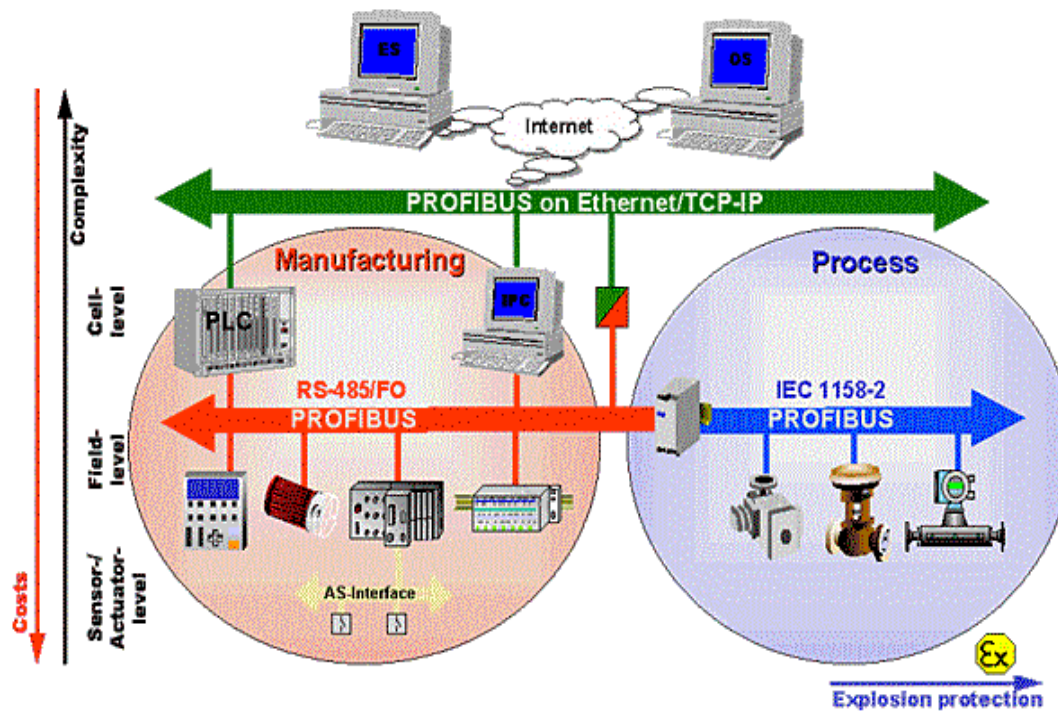 ES
OS
Internet
Complexity
PROFIBUS on Ethernet/TCP-IP
Manufacturing
Process
Cell-
level
PLC
IPC
RS-485/FO
IEC 1158-2
PROFIBUS
PROFIBUS
Field-
level
AS-Interface
Sensor-/
Actuator-
level
Costs
Ex
Explosion protection